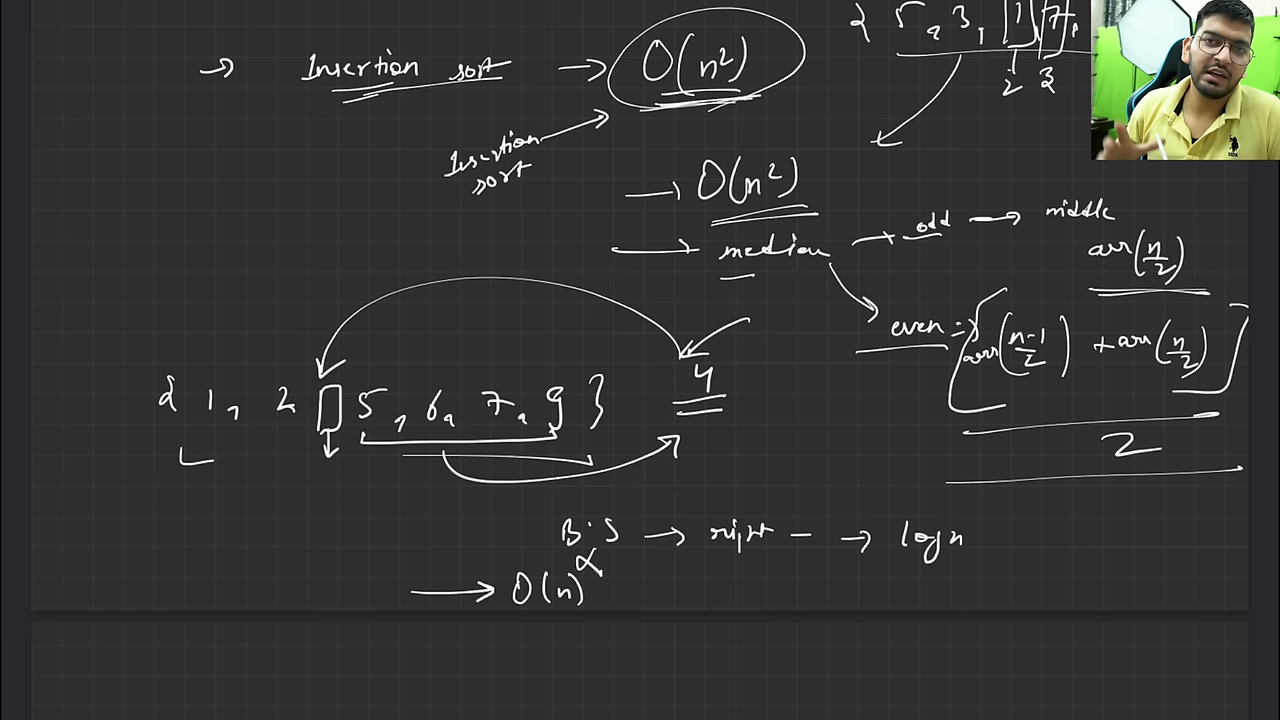 → Insertion sort → O(n²)
{ 5, 3, 1, 7,
2 3
Insertion sort
→ O(n²)
→ median → odd → middle
arr(n/2)
even => [arr(n-1/2) + arr(n/2)]
2
{ 1, 2 5, 6, 7, 9 } 4
B.S → right - → log n
→ O(n)